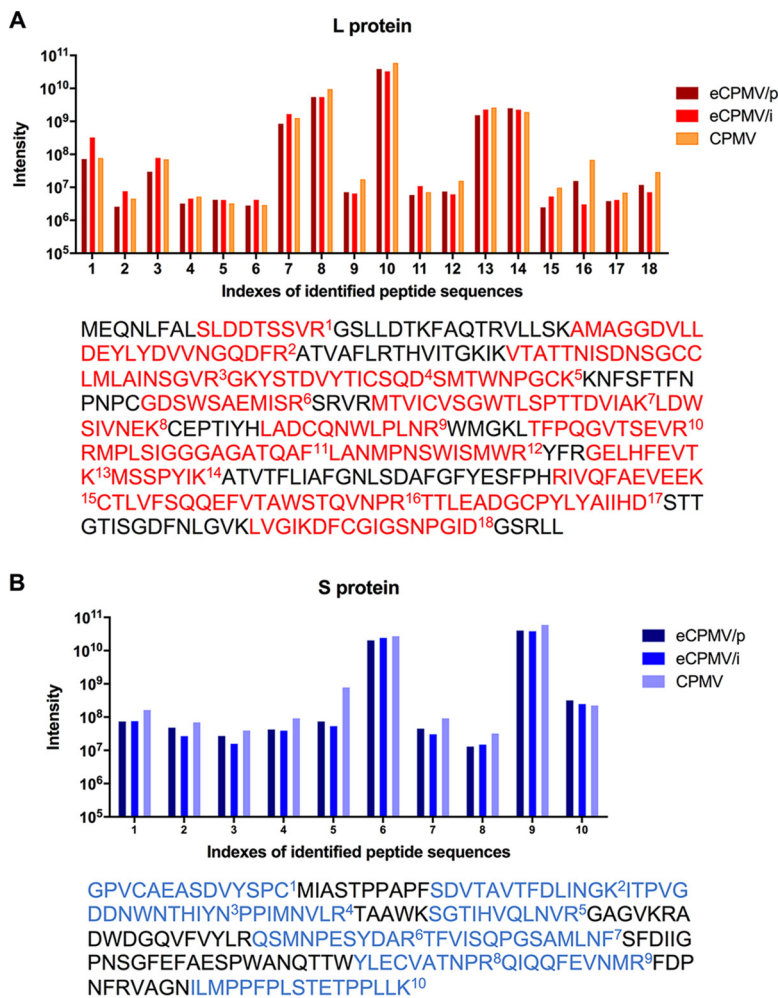 A
L protein
10¹¹
10¹⁰
10⁹
10⁸
10⁷
10⁶
10⁵
Intensity
eCPMV/p
eCPMV/i
CPMV
1 2 3 4 5 6 7 8 9 10 11 12 13 14 15 16 17 18
Indexes of identified peptide sequences
MEQNLFALSLDDTSSVR¹GSLLDTKFAQTRVLLSKAMAGGDVLL
DEYLYDVVNGQDFR²ATVAFLRTHVITGKIKVTATTNISDNSGCC
LMLAINSGVR³GKYSTDVYTICSQD⁴SMTWNPGCK⁵KNFSFTFN
PNPCGDSWSAEMISR⁶SRVRMTVICVSGWTLSPTTDVIAK⁷LDW
SIVNEK⁸CEPTIYHLADCQNWLPLNR⁹WMGKLTFPQGVTSEVR¹⁰
RMPLSIGGGAGATQAF¹¹LANMPNSWISMWR¹²YFRGELHFEVT
K¹³MSSPYIK¹⁴ATVTFLIAFGNLSDAFGFYESFPHRIVQFAEVEEK
¹⁵CTLVFSQQEFVTAWSTQVNPR¹⁶TTLEADGCPYLYAIIHD¹⁷STT
GTISGDFNLGVKLVGIKDFCGIGSNPGID¹⁸GSRLL
B
S protein
10¹¹
10¹⁰
10⁹
10⁸
10⁷
10⁶
10⁵
Intensity
eCPMV/p
eCPMV/i
CPMV
1 2 3 4 5 6 7 8 9 10
Indexes of identified peptide sequences
GPVCAEASDVYSPC¹MIASTPPAPFSDVTAVTFDLINGK²ITPVG
DDNWNTHIYN³PPIMNVLR⁴TAAWKSGTIHVQLNVR⁵GAGVKRA
DWDGQVFVYLRQSMNPESYDAR⁶TFVISQPGSAMLNF⁷SFDIIG
PNSGFEFAESPWANQTTWYLECVATNPR⁸QIQQFEVNMR⁹FDP
NFRVAGNILMPPFPLSTETPPLLK¹⁰